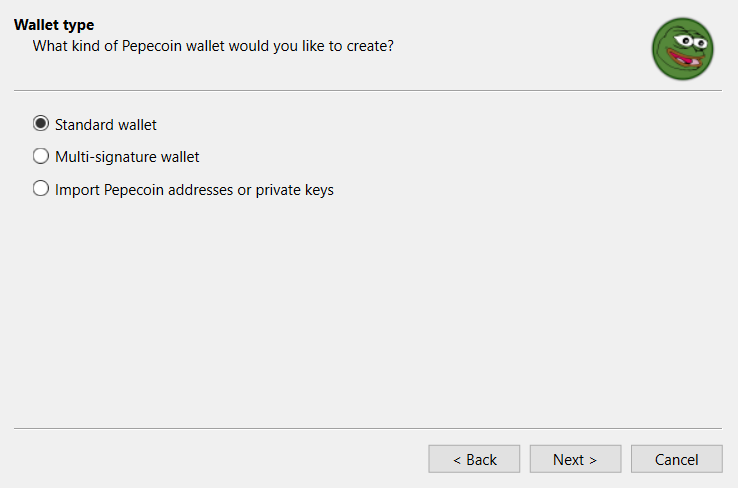 Wallet type
What kind of Pepecoin wallet would you like to create?
Standard wallet
Multi-signature wallet
Import Pepecoin addresses or private keys
< Back Next > Cancel